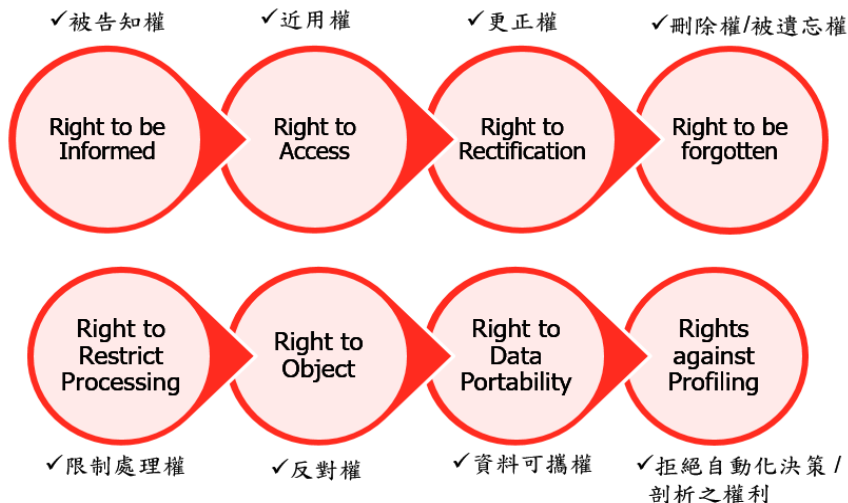 ✓被告知權
✓近用權
✓更正權
✓刪除權/被遺忘權
Right to be
Informed
Right to
Access
Right to
Rectification
Right to be
forgotten
Right to
Restrict
Processing
Right to
Object
Right to
Data
Portability
Rights
against
Profiling
✓限制處理權
✓反對權
✓資料可攜權
✓拒絕自動化決策/
剖析之權利